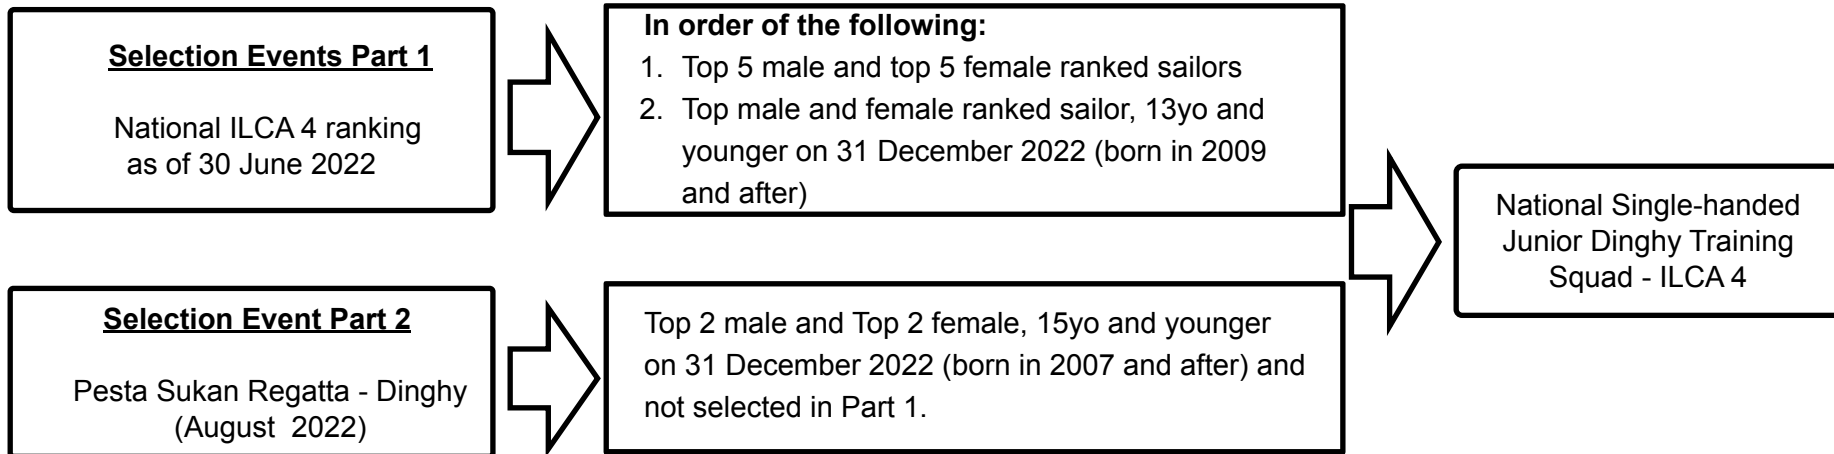 Selection Events Part 1
National ILCA 4 ranking
as of 30 June 2022
In order of the following:
1. Top 5 male and top 5 female ranked sailors
2. Top male and female ranked sailor, 13yo and
younger on 31 December 2022 (born in 2009
and after)
Selection Event Part 2
Pesta Sukan Regatta - Dinghy
(August 2022)
Top 2 male and Top 2 female, 15yo and younger
on 31 December 2022 (born in 2007 and after) and
not selected in Part 1.
National Single-handed
Junior Dinghy Training
Squad - ILCA 4